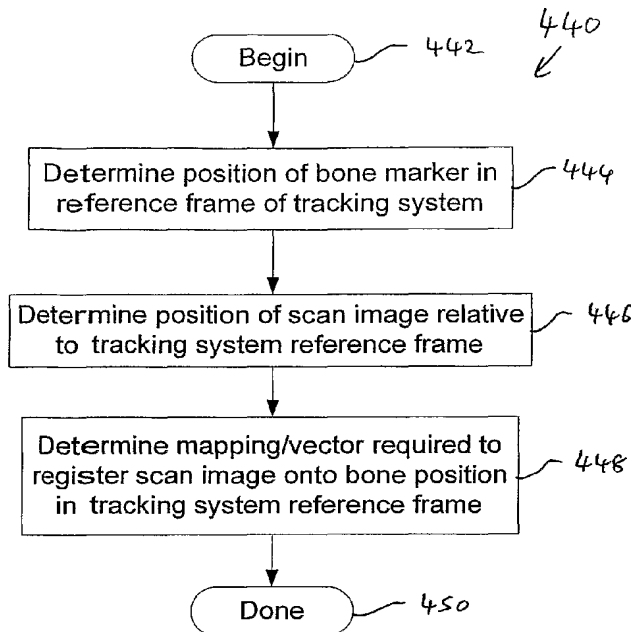 440
Begin
442
Determine position of bone marker in
reference frame of tracking system
444
Determine position of scan image relative
to tracking system reference frame
446
Determine mapping/vector required to
register scan image onto bone position
in tracking system reference frame
448
Done
450